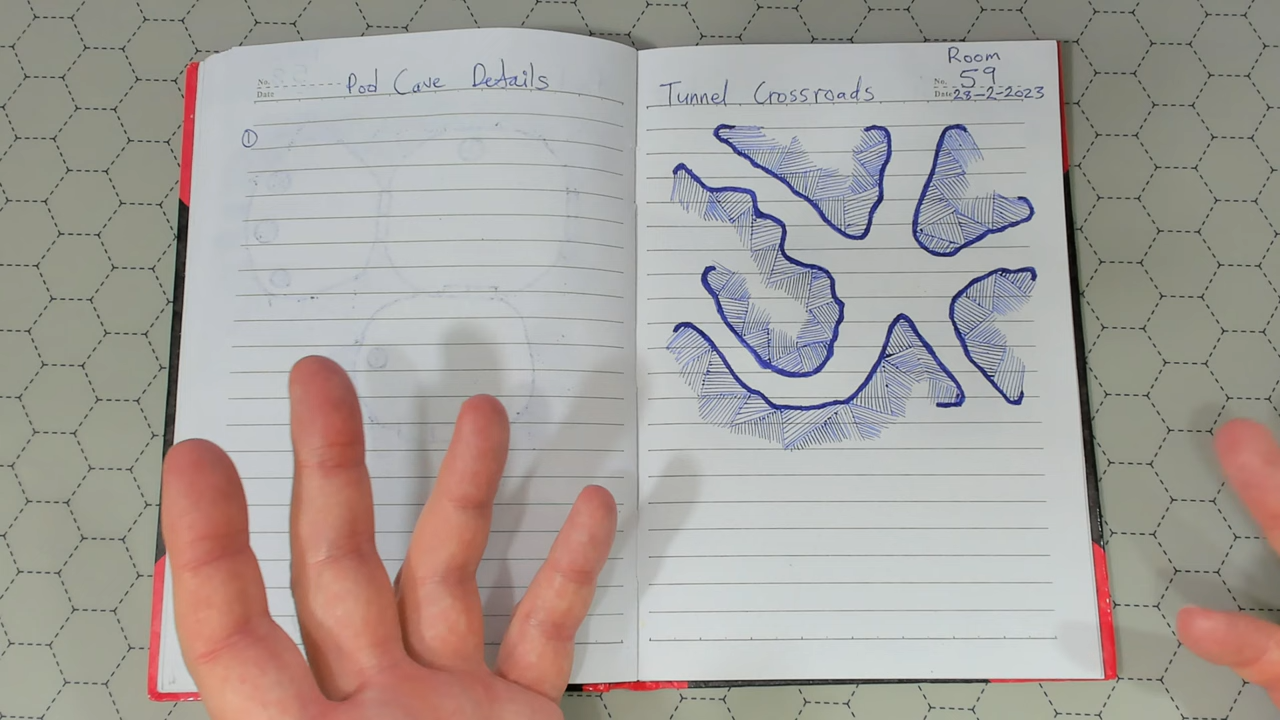 No.
Date
Pod Cave Details
①
Room
No. 59
Date 28-2-2023
Tunnel Crossroads